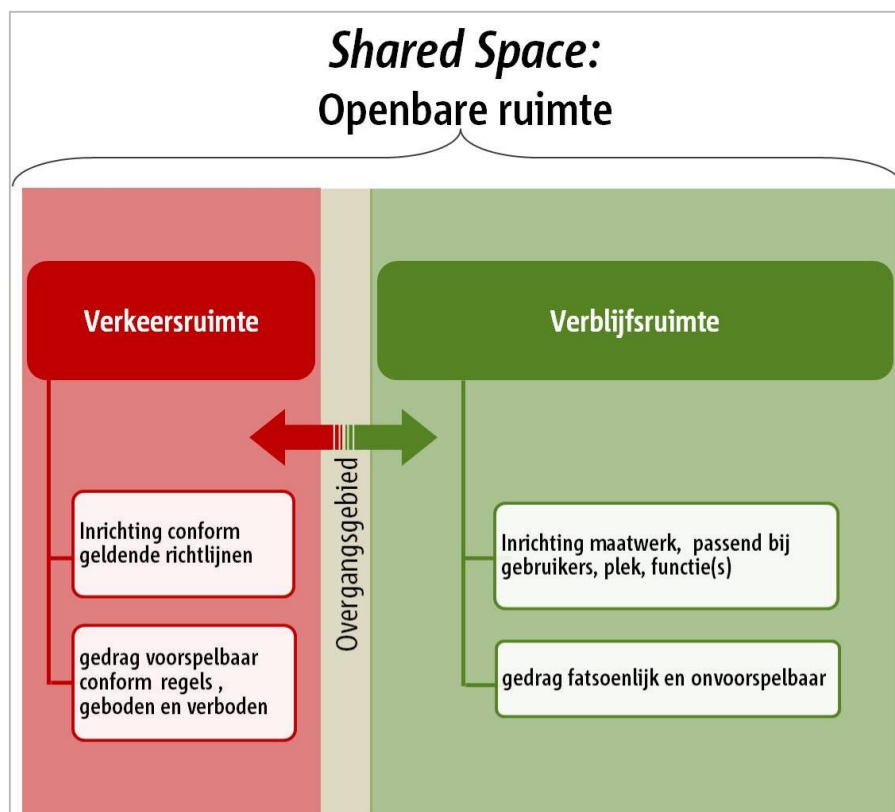 Shared Space:
Openbare ruimte
Verkeersruimte
Inrichting conform
geldende richtlijnen
gedrag voorspelbaar
conform regels ,
geboden en verboden
Overgangsgebied
Verblijfsruimte
Inrichting maatwerk, passend bij
gebruikers, plek, functie(s)
gedrag fatsoenlijk en onvoorspelbaar